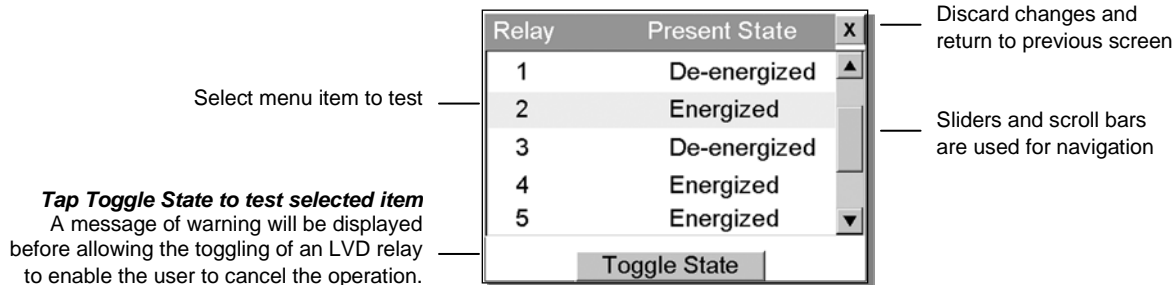 Relay Present State X
1 De-energized
2 Energized
3 De-energized
4 Energized
5 Energized
Toggle State
Select menu item to test
Tap Toggle State to test selected item
A message of warning will be displayed
before allowing the toggling of an LVD relay
to enable the user to cancel the operation.
Discard changes and
return to previous screen
Sliders and scroll bars
are used for navigation